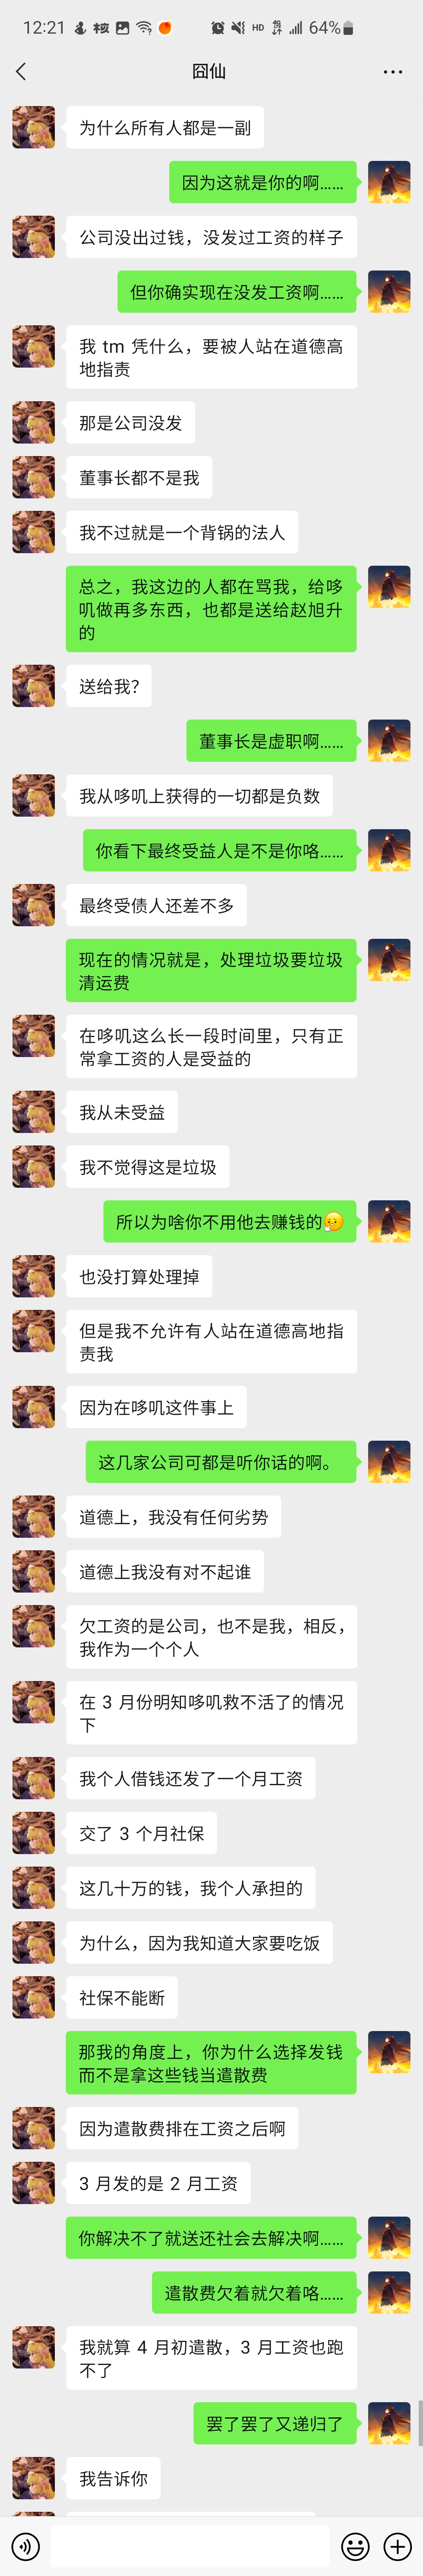 12:21
HD
64%
囧仙
为什么所有人都是一副
因为这就是你的啊……
公司没出过钱，没发过工资的样子
但你确实现在没发工资啊……
我 tm 凭什么，要被人站在道德高
地指责
那是公司没发
董事长都不是我
我不过就是一个背锅的法人
总之，我这边的人都在骂我，给哆
叽做再多东西，也都是送给赵旭升
的
送给我？
董事长是虚职啊……
我从哆叽上获得的一切都是负数
你看下最终受益人是不是你咯……
最终受债人还差不多
现在的情况就是，处理垃圾要垃圾
清运费
在哆叽这么长一段时间里，只有正
常拿工资的人是受益的
我从未受益
我不觉得这是垃圾
所以为啥你不用他去赚钱的
也没打算处理掉
但是我不允许有人站在道德高地指
责我
因为在哆叽这件事上
这几家公司可都是听你话的啊。
道德上，我没有任何劣势
道德上我没有对不起谁
欠工资的是公司，也不是我，相反，
我作为一个个人
在 3 月份明知哆叽救不活了的情况
下
我个人借钱还发了一个月工资
交了 3 个月社保
这几十万的钱，我个人承担的
为什么，因为我知道大家要吃饭
社保不能断
那我的角度上，你为什么选择发钱
而不是拿这些钱当遣散费
因为遣散费排在工资之后啊
3 月发的是 2 月工资
你解决不了就送还社会去解决啊……
遣散费欠着就欠着咯……
我就算 4 月初遣散，3 月工资也跑
不了
罢了罢了又递归了
我告诉你